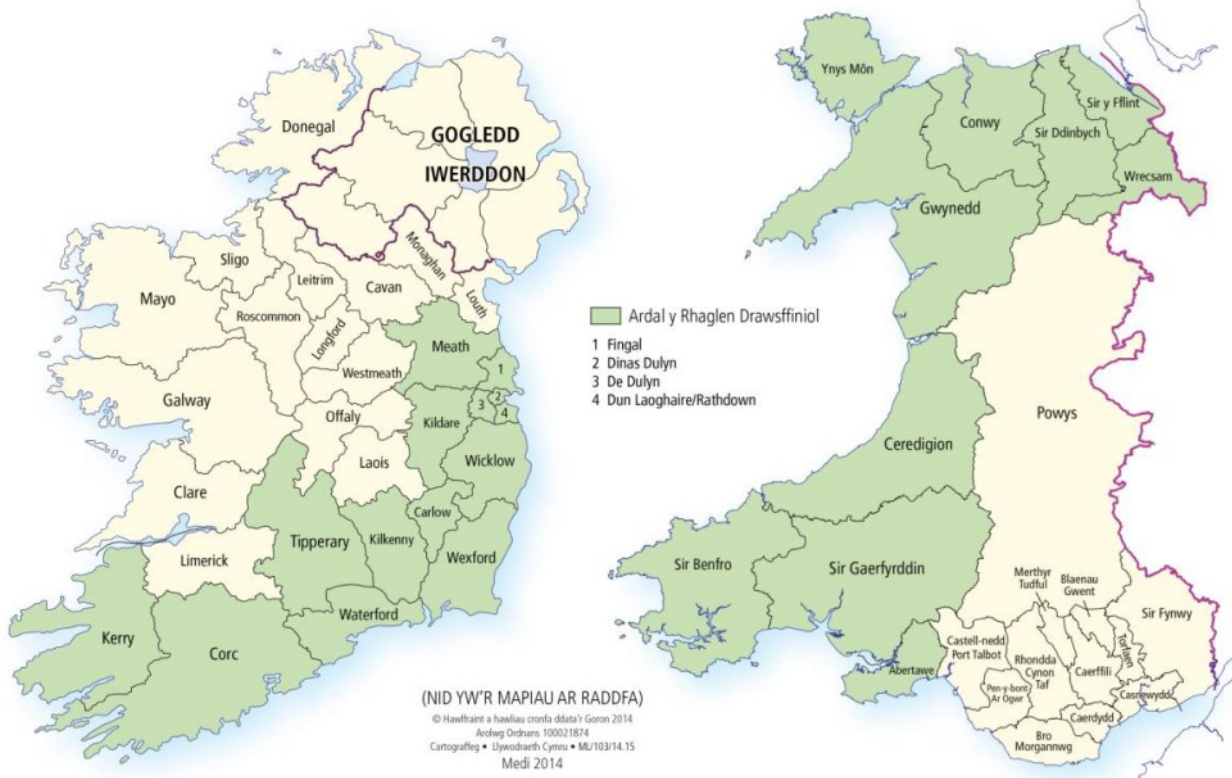 Donegal
GOGLEDD
IWERDDON
Monaghan
Sligo
Leitrim
Cavan
Louth
Mayo
Roscommon
Longford
Meath
1
Westmeath
Galway
Offaly
Kildare
2
3
4
Laois
Wicklow
Clare
Carlow
Tipperary
Kilkenny
Limerick
Wexford
Waterford
Kerry
Corc
Ardal y Rhaglen Drawsffiniol
1 Fingal
2 Dinas Dulyn
3 De Dulyn
4 Dun Laoghaire/Rathdown
(NID YW'R MAPIAU AR RADDFA)
© Hawlfraint a hawliau cronfa ddata'r Goron 2014
Arolwg Ordnans 100021874
Cartograffeg • Llywodraeth Cymru • ML/103/14.15
Medi 2014
Ynys Môn
Sir y Fflint
Conwy
Sir Ddinbych
Wrecsam
Gwynedd
Powys
Ceredigion
Sir Benfro
Sir Gaerfyrddin
Merthyr
Tudful
Blaenau
Gwent
Sir Fynwy
Castell-nedd
Port Talbot
Torfaen
Abertawe
Rhondda
Cynon
Taf
Caerffili
Pen-y-bont
Ar Ogwr
Casnewydd
Caerdydd
Bro
Morgannwg